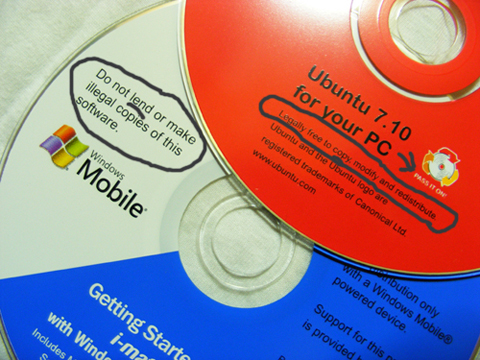 Do not lend or make
illegal copies of this
software.
Windows
Mobile®
Ubuntu 7.10
for your PC
Legally free to copy, modify and redistribute.
Ubuntu and the Ubuntu logo are
registered trademarks of Canonical Ltd.
www.ubuntu.com
PASS IT ON!
Getting Starte
i-ma
with Wind
Includes M
distribution only
with a Windows Mobile®
powered device.
Support for this
is provided b